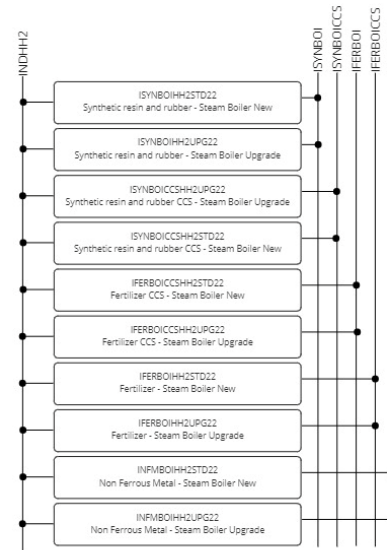 INDHH2
ISYNBOI
ISYNBOICCS
IFERBOI
IFERBOICCS
ISYNBOIHH2STD22
Synthetic resin and rubber - Steam Boiler New
ISYNBOIHH2UPG22
Synthetic resin and rubber - Steam Boiler Upgrade
ISYNBOICCSHH2UPG22
Synthetic resin and rubber CCS - Steam Boiler Upgrade
ISYNBOICCSHH2STD22
Synthetic resin and rubber CCS - Steam Boiler New
IFERBOICCSHH2STD22
Fertilizer CCS - Steam Boiler New
IFERBOICCSHH2UPG22
Fertilizer CCS - Steam Boiler Upgrade
IFERBOIHH2STD22
Fertilizer - Steam Boiler New
IFERBOIHH2UPG22
Fertilizer - Steam Boiler Upgrade
INFMBOIHH2STD22
Non Ferrous Metal - Steam Boiler New
INFMBOIHH2UPG22
Non Ferrous Metal - Steam Boiler Upgrade